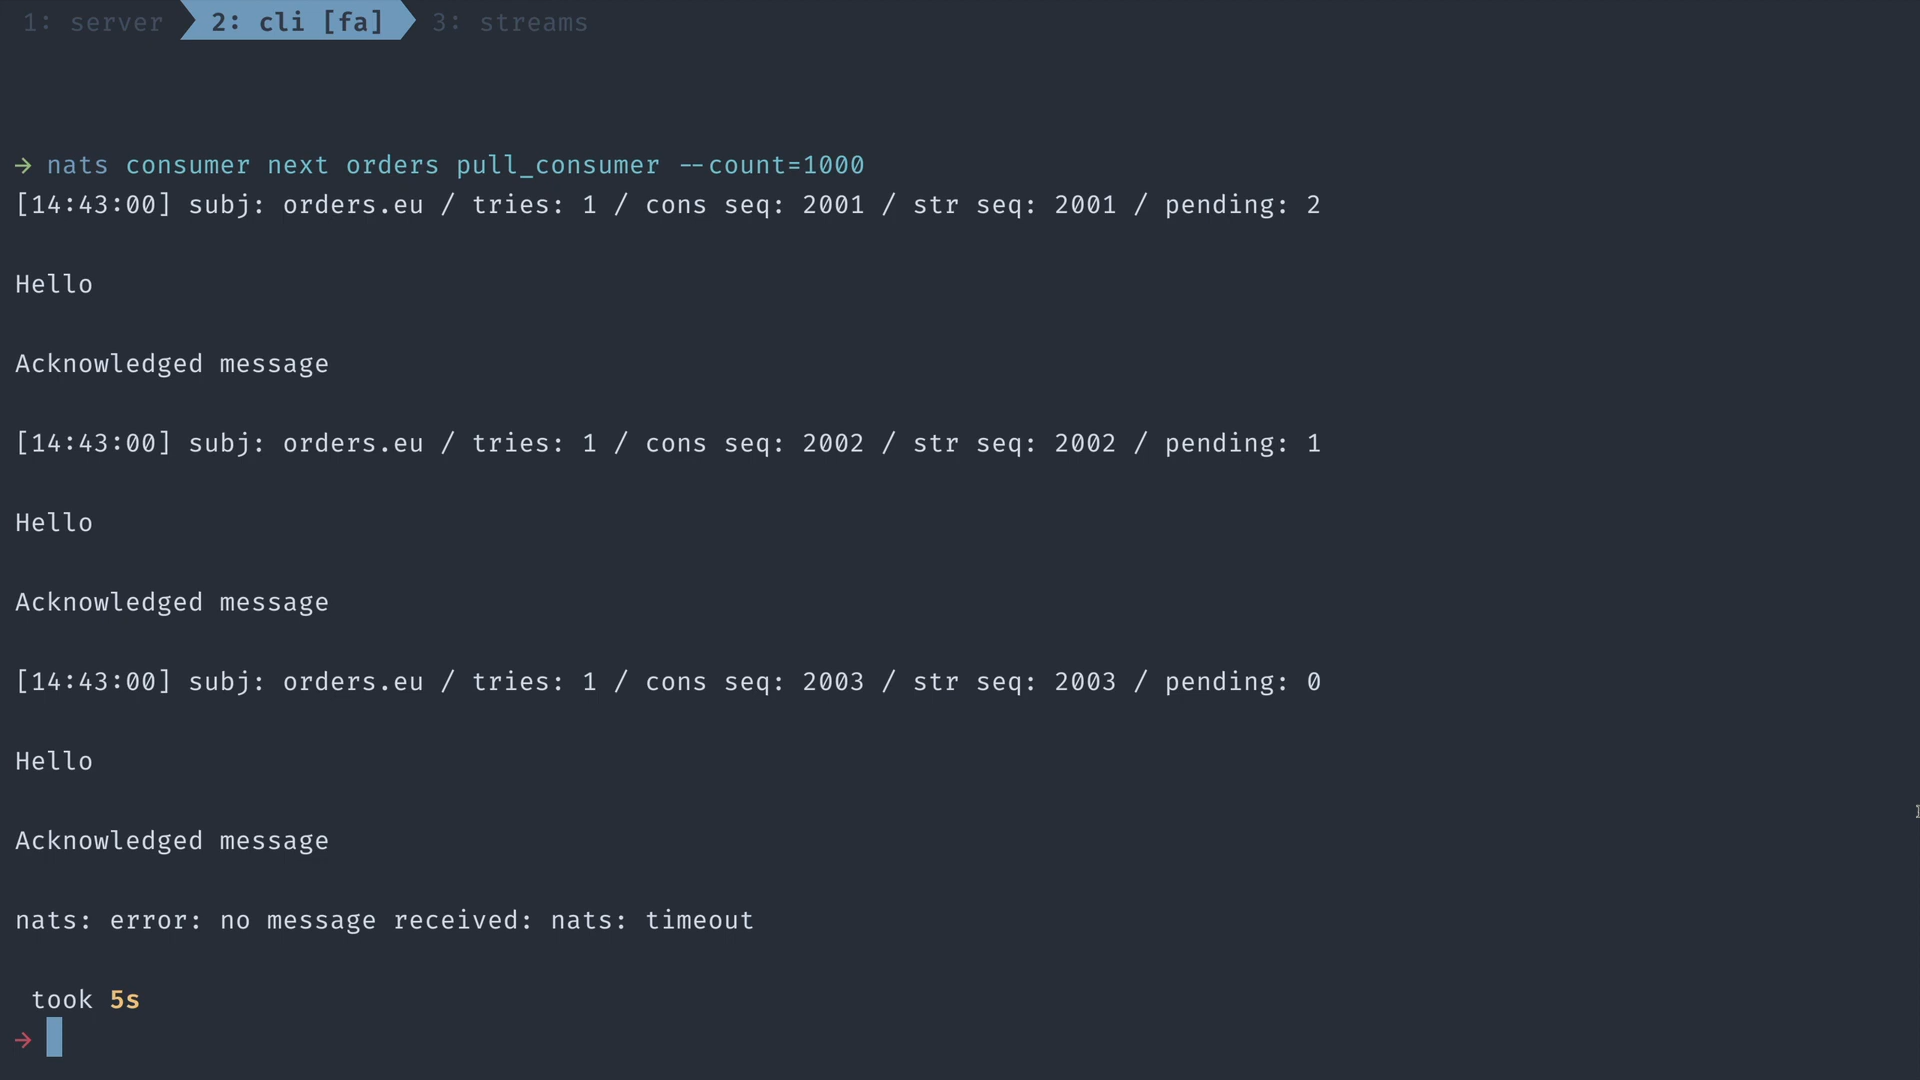 1: server 2: cli [fa] 3: streams
→ nats consumer next orders pull_consumer --count=1000
[14:43:00] subj: orders.eu / tries: 1 / cons seq: 2001 / str seq: 2001 / pending: 2
Hello
Acknowledged message
[14:43:00] subj: orders.eu / tries: 1 / cons seq: 2002 / str seq: 2002 / pending: 1
Hello
Acknowledged message
[14:43:00] subj: orders.eu / tries: 1 / cons seq: 2003 / str seq: 2003 / pending: 0
Hello
Acknowledged message
nats: error: no message received: nats: timeout
took 5s
→